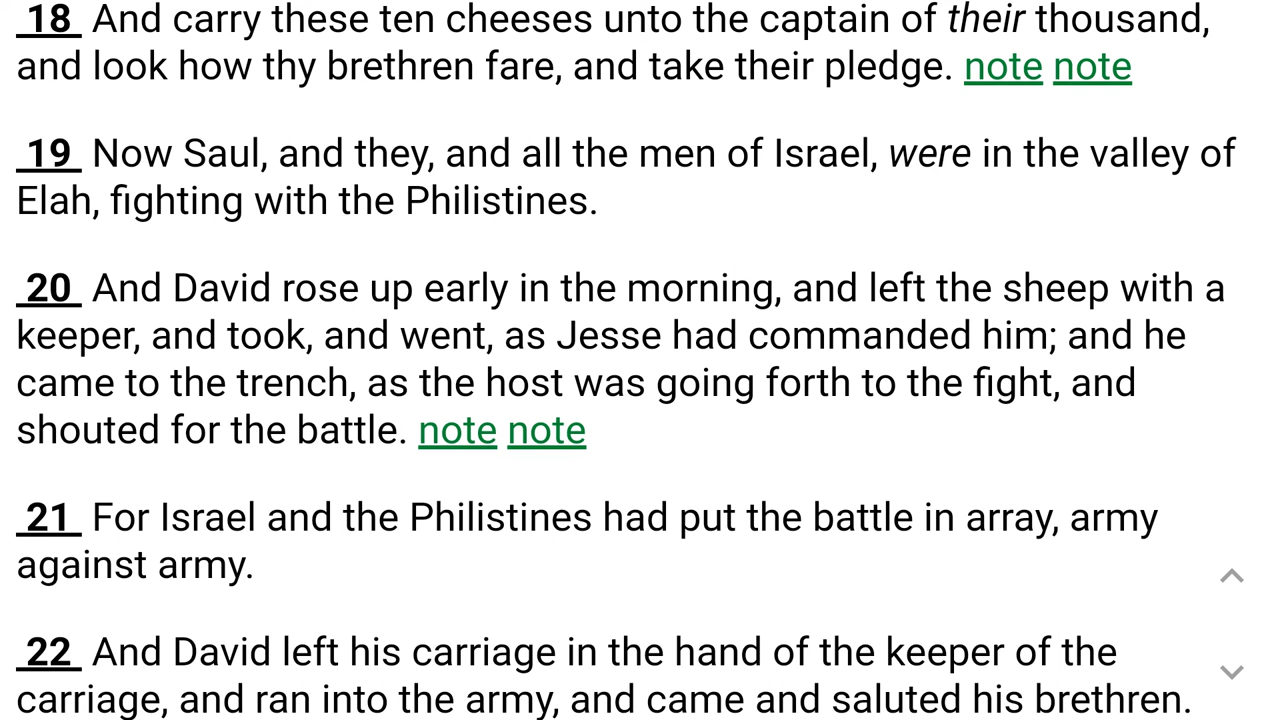 18 And carry these ten cheeses unto the captain of their thousand,
and look how thy brethren fare, and take their pledge. note note
19 Now Saul, and they, and all the men of Israel, were in the valley of
Elah, fighting with the Philistines.
20 And David rose up early in the morning, and left the sheep with a
keeper, and took, and went, as Jesse had commanded him; and he
came to the trench, as the host was going forth to the fight, and
shouted for the battle. note note
21 For Israel and the Philistines had put the battle in array, army
against army.
22 And David left his carriage in the hand of the keeper of the
carriage, and ran into the army, and came and saluted his brethren.